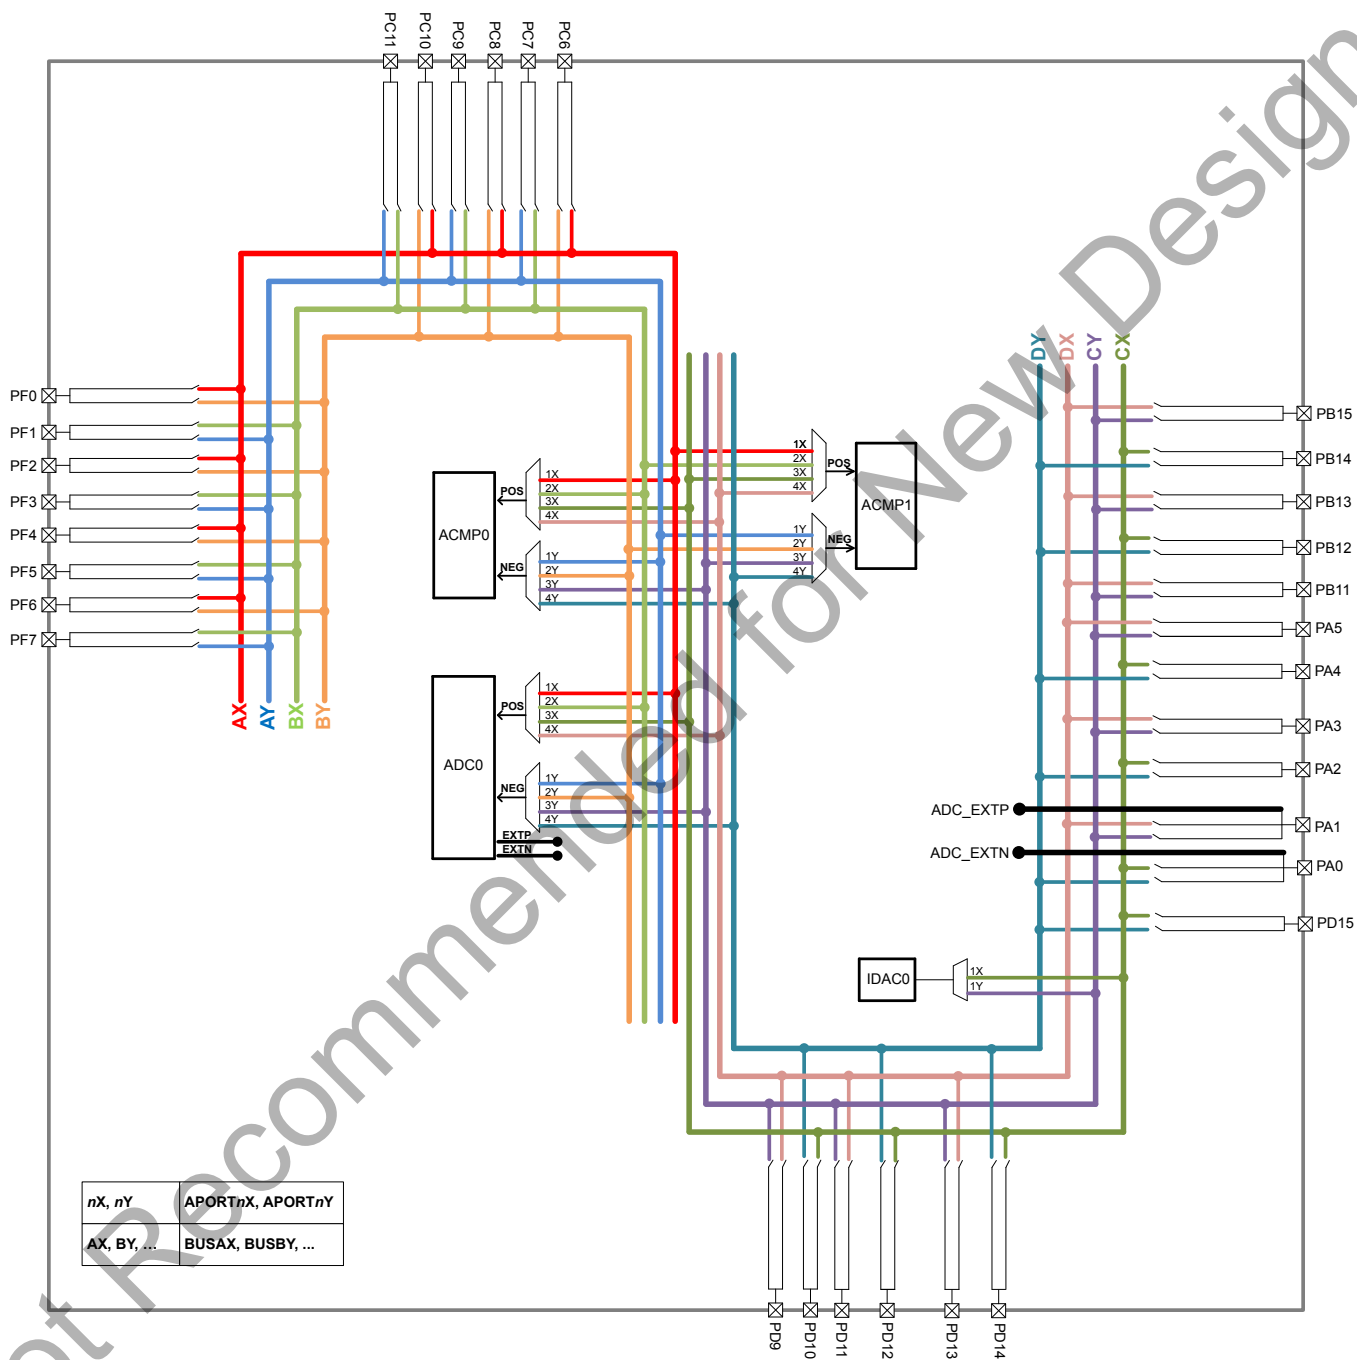 PC11
PC10
PC9
PC8
PC7
PC6
PF0
PF1
PF2
PF3
PF4
PF5
PF6
PF7
AX
AY
BX
BY
DY
DX
CY
CX
PB15
PB14
PB13
PB12
PB11
PA5
PA4
PA3
PA2
PA1
PA0
PD15
ACMP0
POS
1X
2X
3X
4X
NEG
1Y
2Y
3Y
4Y
ACMP1
1X
2X
3X
4X
POS
1Y
2Y
3Y
4Y
NEG
ADC0
POS
1X
2X
3X
4X
NEG
1Y
2Y
3Y
4Y
EXTP
EXTN
ADC_EXTP
ADC_EXTN
IDAC0
1X
1Y
nX, nY APORTnX, APORTnY
AX, BY, ... BUSAX, BUSBY, ...
PD9
PD10
PD11
PD12
PD13
PD14
ot Recommended for New Design